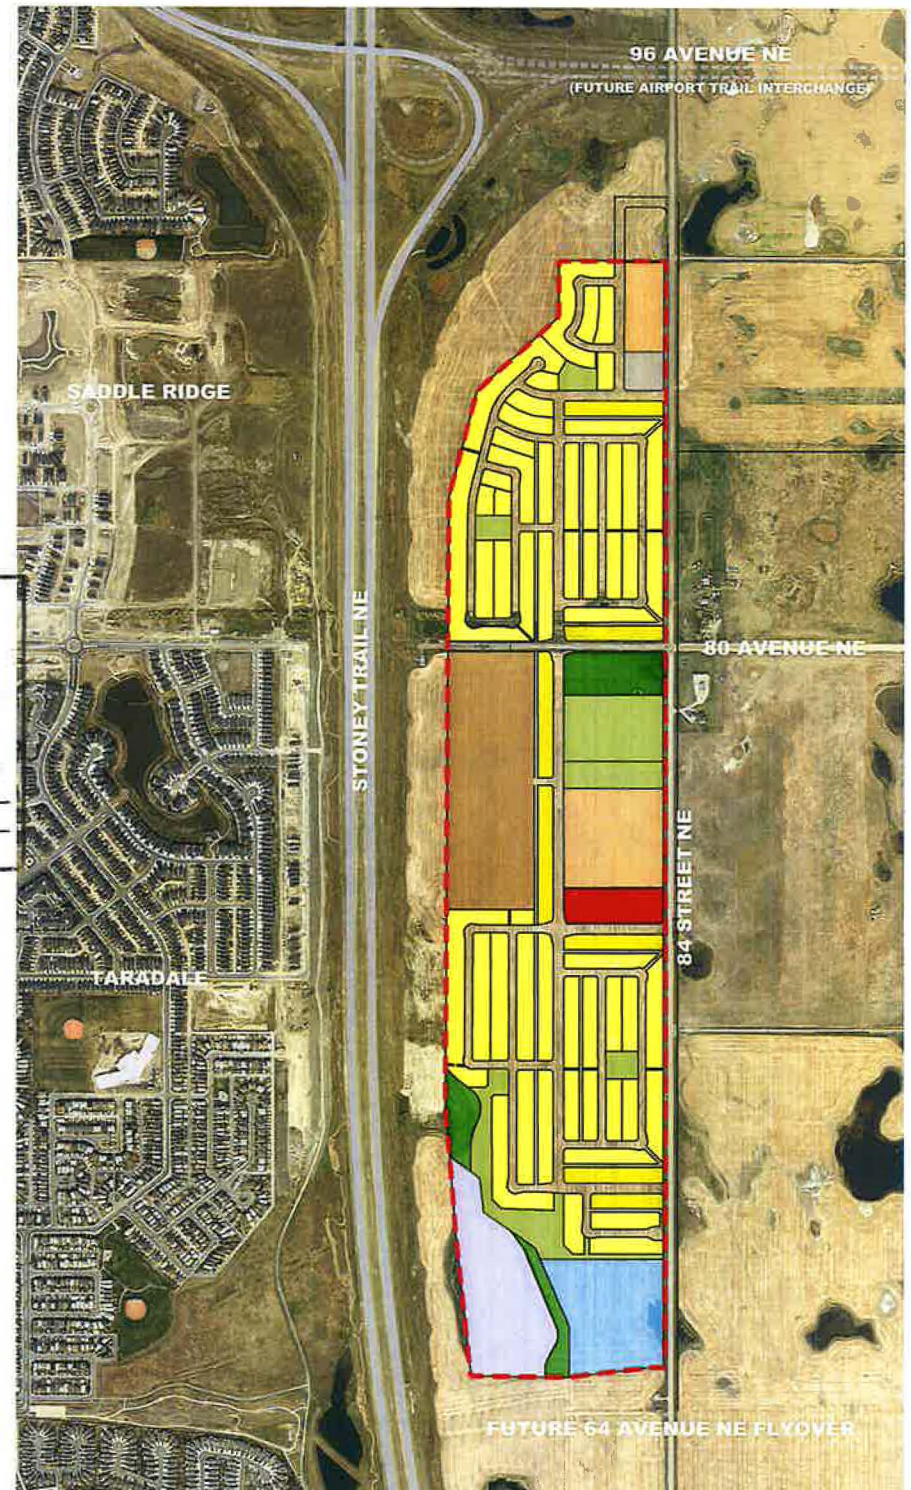 96 AVENUE NE
(FUTURE AIRPORT TRAIL INTERCHANGE)
SADDLE RIDGE
STONEY TRAIL NE
80 AVENUE NE
84 STREET NE
TARADALE
FUTURE 64 AVENUE NE FLYOVER